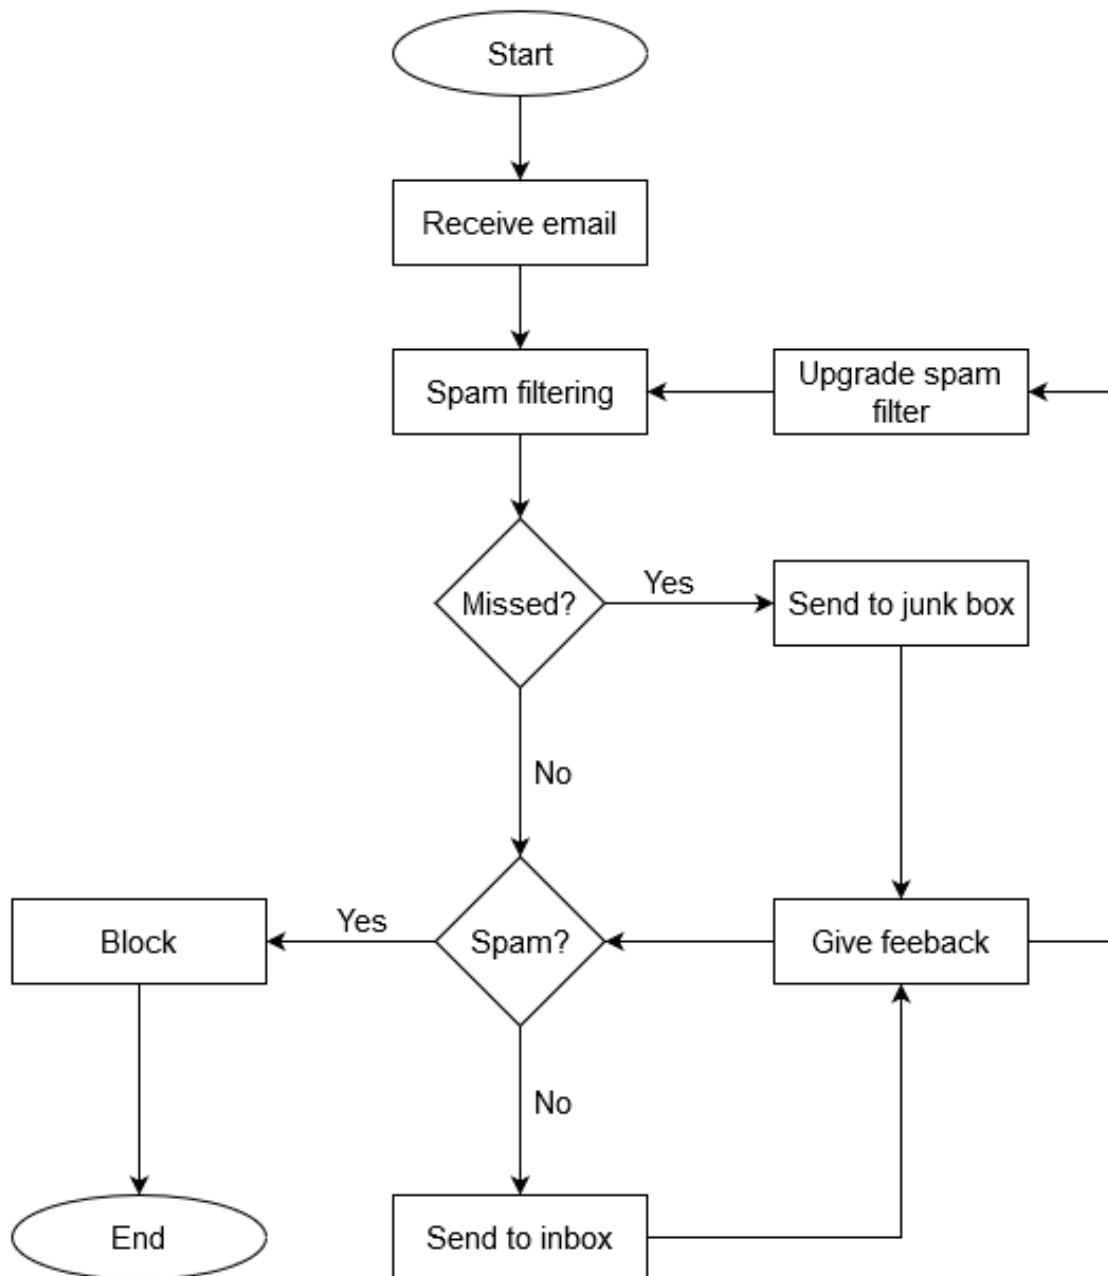 Start
Receive email
Spam filtering
Upgrade spam
filter
Missed?
Yes
Send to junk box
No
Block
Yes
Spam?
Give feeback
No
End
Send to inbox